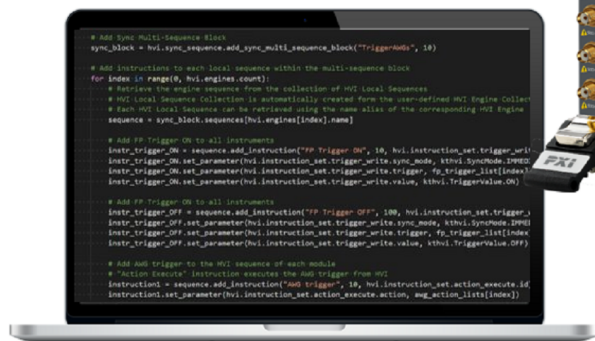 # Add Sync Multi-Sequence Block
sync_block = hvi.sync_sequence.add_sync_multi_sequence_block("TriggerAWGs", 10)
# Add instructions to each local sequence within the multi-sequence block
for index in range(0, hvi.engines.count):
# Retrieve the engine sequence from the collection of HVI Local Sequences
# HVI Local Sequence Collection is automatically created form the user-defined HVI Engine Collect
# Each HVI Local Sequence can be retrieved using the name alias of the corresponding HVI Engine
sequence = sync_block.sequences[hvi.engines[index].name]
# Add FP Trigger ON to all instruments
instr_trigger_ON = sequence.add_instruction("FP Trigger ON", 10, hvi.instruction_set.trigger_writ
instr_trigger_ON.set_parameter(hvi.instruction_set.trigger_write.sync_mode, kthvi.SyncMode.IMMEDI
instr_trigger_ON.set_parameter(hvi.instruction_set.trigger_write.trigger, fp_trigger_list[index]
instr_trigger_ON.set_parameter(hvi.instruction_set.trigger_write.value, kthvi.TriggerValue.ON)
# Add FP Trigger ON to all instruments
instr_trigger_OFF = sequence.add_instruction("FP Trigger OFF", 100, hvi.instruction_set.trigger_
instr_trigger_OFF.set_parameter(hvi.instruction_set.trigger_write.sync_mode, kthvi.SyncMode.IMME
instr_trigger_OFF.set_parameter(hvi.instruction_set.trigger_write.trigger, fp_trigger_list[index
instr_trigger_OFF.set_parameter(hvi.instruction_set.trigger_write.value, kthvi.TriggerValue.OFF)
# Add AWG trigger to the HVI sequence of each module
# "Action Execute" instruction executes the AWG trigger from HVI
instruction1 = sequence.add_instruction("AWG trigger", 10, hvi.instruction_set.action_execute.id
instruction1.set_parameter(hvi.instruction_set.action_execute.action, awg_action_lists[index])
PXI